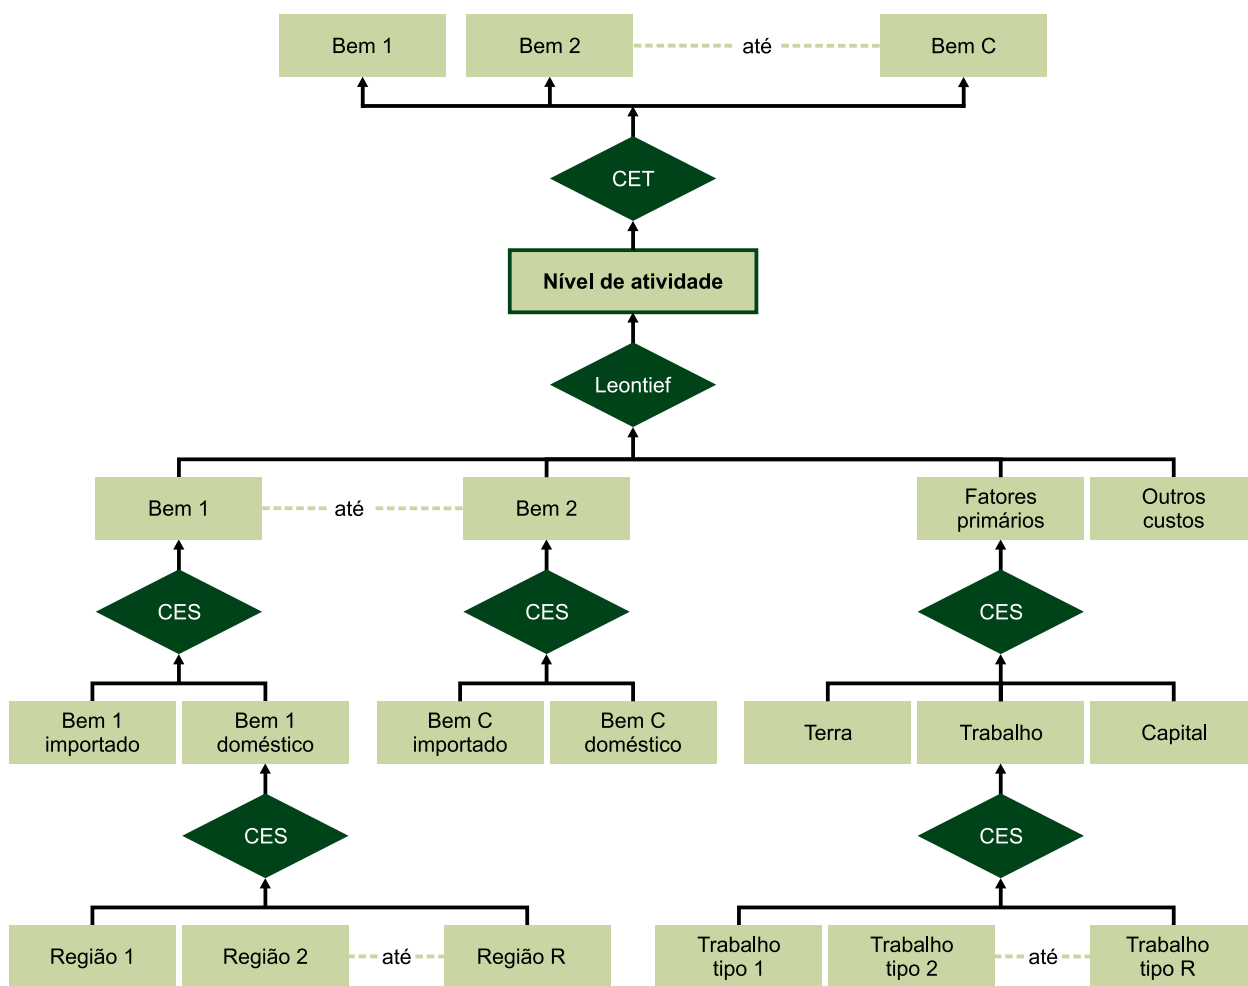 Bem 1
Bem 2
até
Bem C
CET
Nível de atividade
Leontief
Bem 1
até
Bem 2
Fatores
primários
Outros
custos
CES
CES
CES
Bem 1
importado
Bem 1
doméstico
Bem C
importado
Bem C
doméstico
Terra
Trabalho
Capital
CES
CES
Região 1
Região 2
até
Região R
Trabalho
tipo 1
Trabalho
tipo 2
até
Trabalho
tipo R